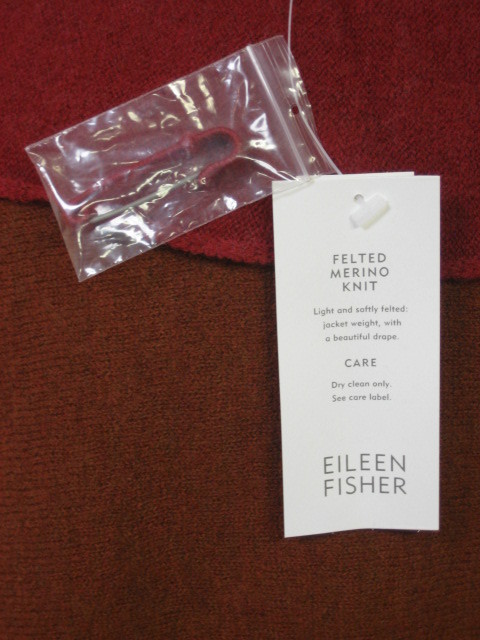 FELTED
MERINO
KNIT
Light and softly felted:
jacket weight, with
a beautiful drape.
CARE
Dry clean only.
See care label.
EILEEN
FISHER